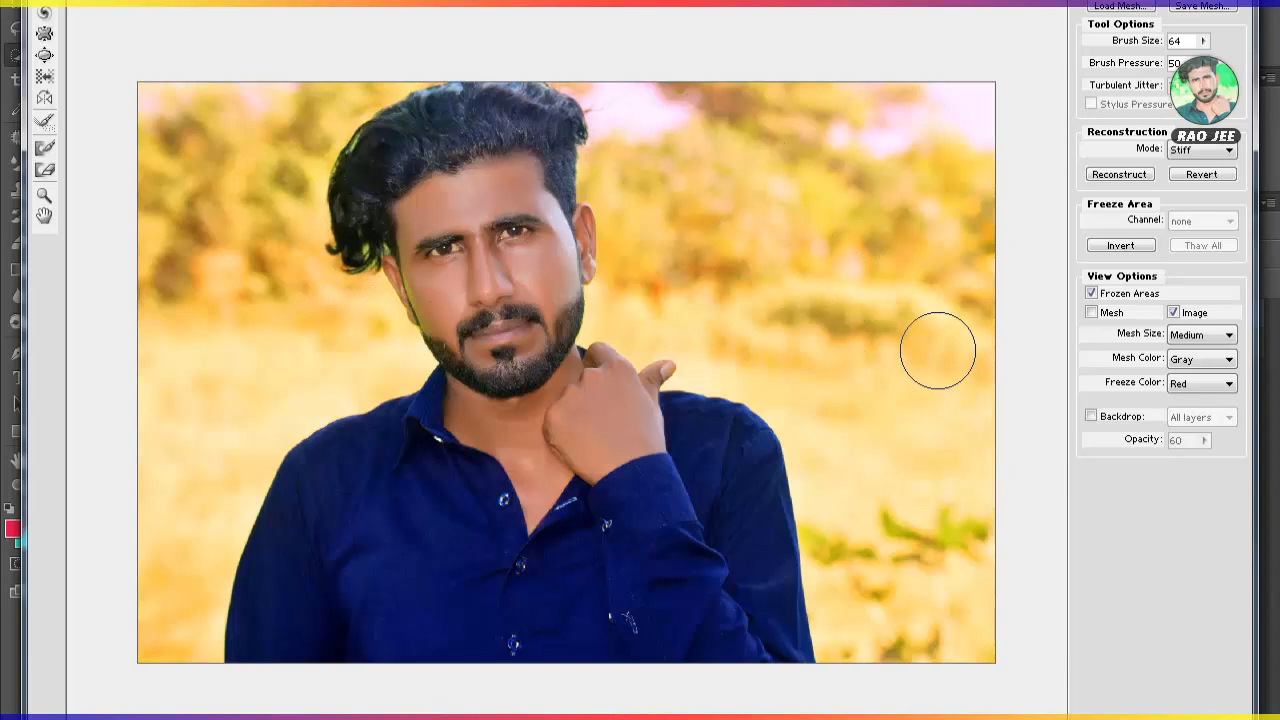 Load Mesh... Save Mesh...
Tool Options
Brush Size: 64
Brush Pressure: 50
Turbulent Jitter:
Stylus Pressure
RAO JEE
Reconstruction
Mode: Stiff
Reconstruct Revert
Freeze Area
Channel: none
Invert Thaw All
View Options
Frozen Areas
Mesh Image
Mesh Size: Medium
Mesh Color: Gray
Freeze Color: Red
Backdrop: All layers
Opacity: 60